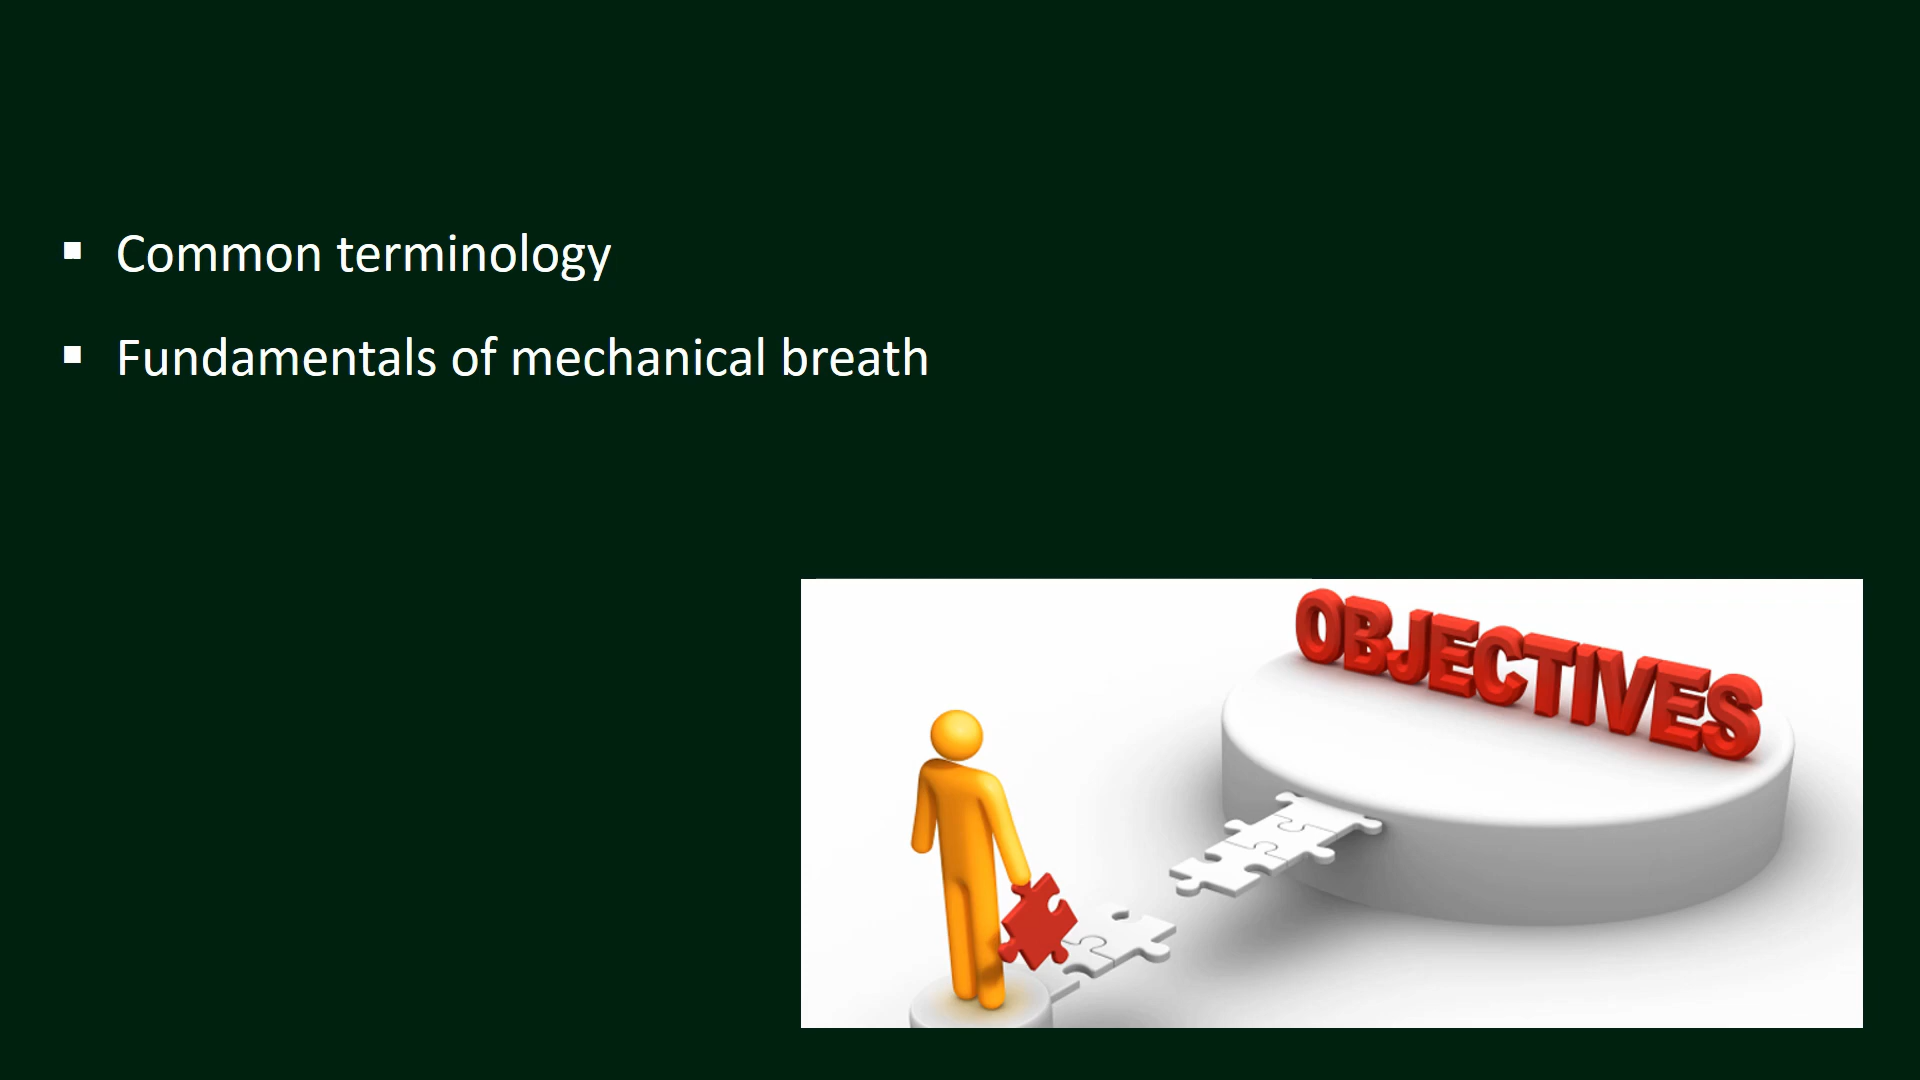 ▪ Common terminology
▪ Fundamentals of mechanical breath
OBJECTIVES